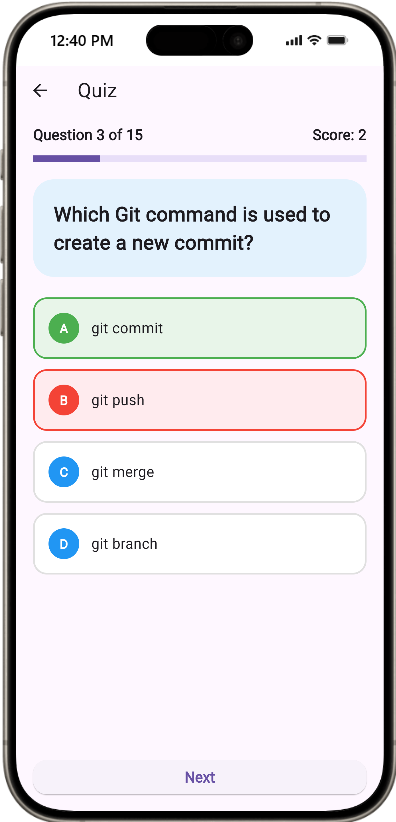 12:40 PM
Quiz
Question 3 of 15 Score: 2
Which Git command is used to
create a new commit?
A git commit
B git push
C git merge
D git branch
Next